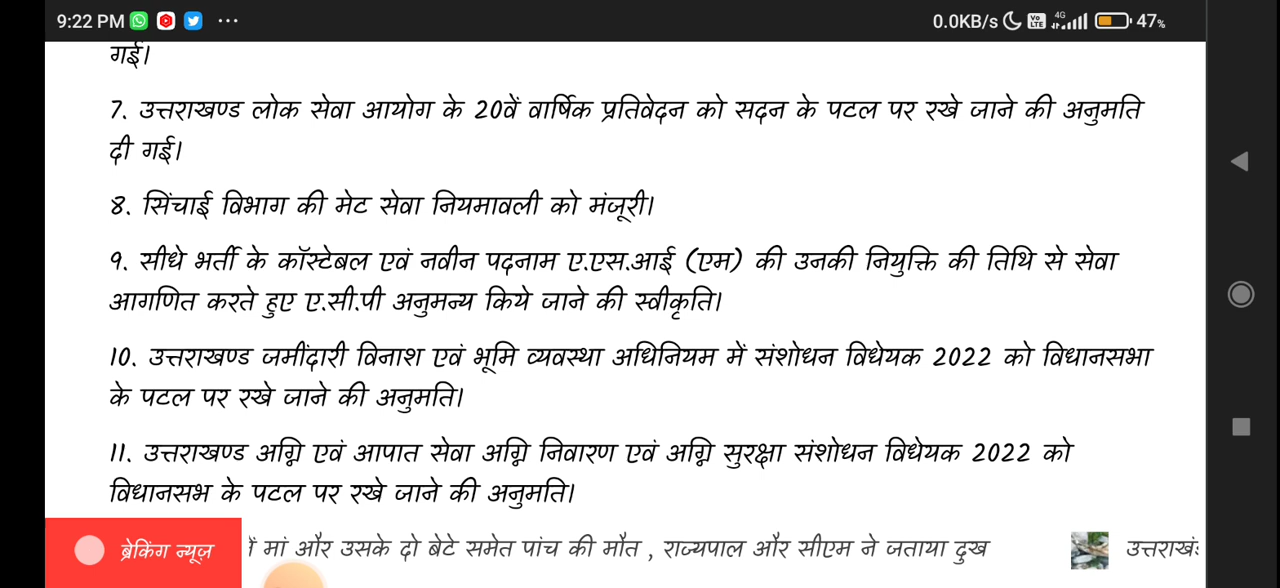 9:22 PM ... 0.0KB/s Vo LTE 4G 47%
गई।
7. उत्तराखण्ड लोक सेवा आयोग के 20वें वार्षिक प्रतिवेदन को सदन के पटल पर रखे जाने की अनुमति
दी गई।
8. सिंचाई विभाग की मेट सेवा नियमावली को मंजूरी।
9. सीधे भर्ती के कॉस्टेबल एवं नवीन पदनाम ए.एस.आई (एम) की उनकी नियुक्ति की तिथि से सेवा
आगणित करते हुए ए.सी.पी अनुमन्य किये जाने की स्वीकृति।
10. उत्तराखण्ड जमींदारी विनाश एवं भूमि व्यवस्था अधिनियम में संशोधन विधेयक 2022 को विधानसभा
के पटल पर रखे जाने की अनुमति।
11. उत्तराखण्ड अग्नि एवं आपात सेवा अग्नि निवारण एवं अग्नि सुरक्षा संशोधन विधेयक 2022 को
विधानसभ के पटल पर रखे जाने की अनुमति।
ब्रेकिंग न्यूज़ मां और उसके दो बेटे समेत पांच की मौत , राज्यपाल और सीएम ने जताया दुख